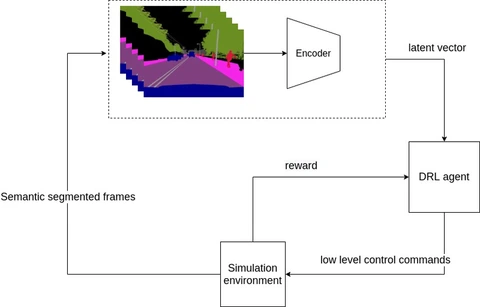 Encoder
latent vector
reward
DRL agent
Semantic segmented frames
low level control commands
Simulation
environment